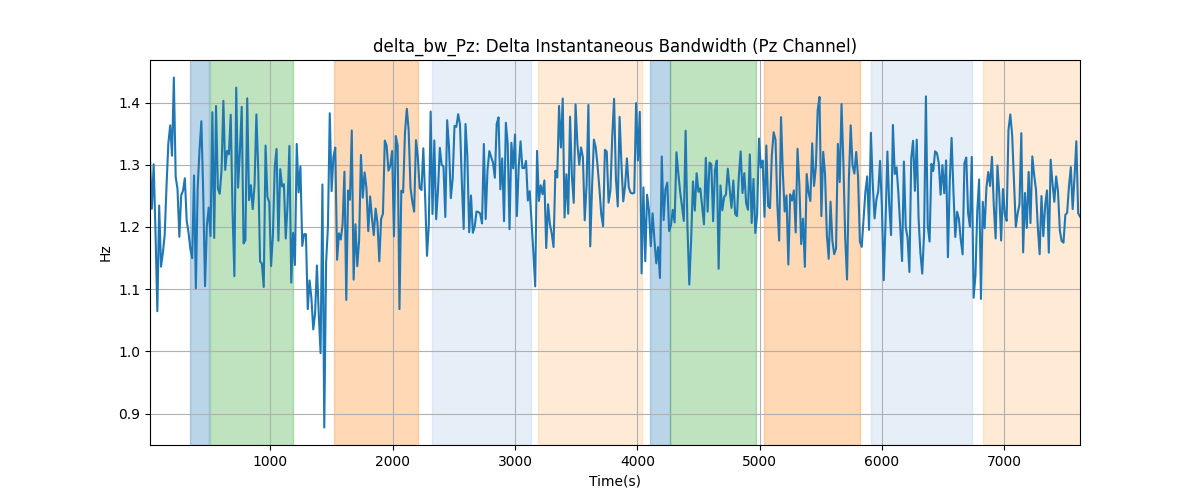 delta_bw_Pz: Delta Instantaneous Bandwidth (Pz Channel)
Hz
1.4
1.3
1.2
1.1
1.0
0.9
1000 2000 3000 4000 5000 6000 7000
Time(s)